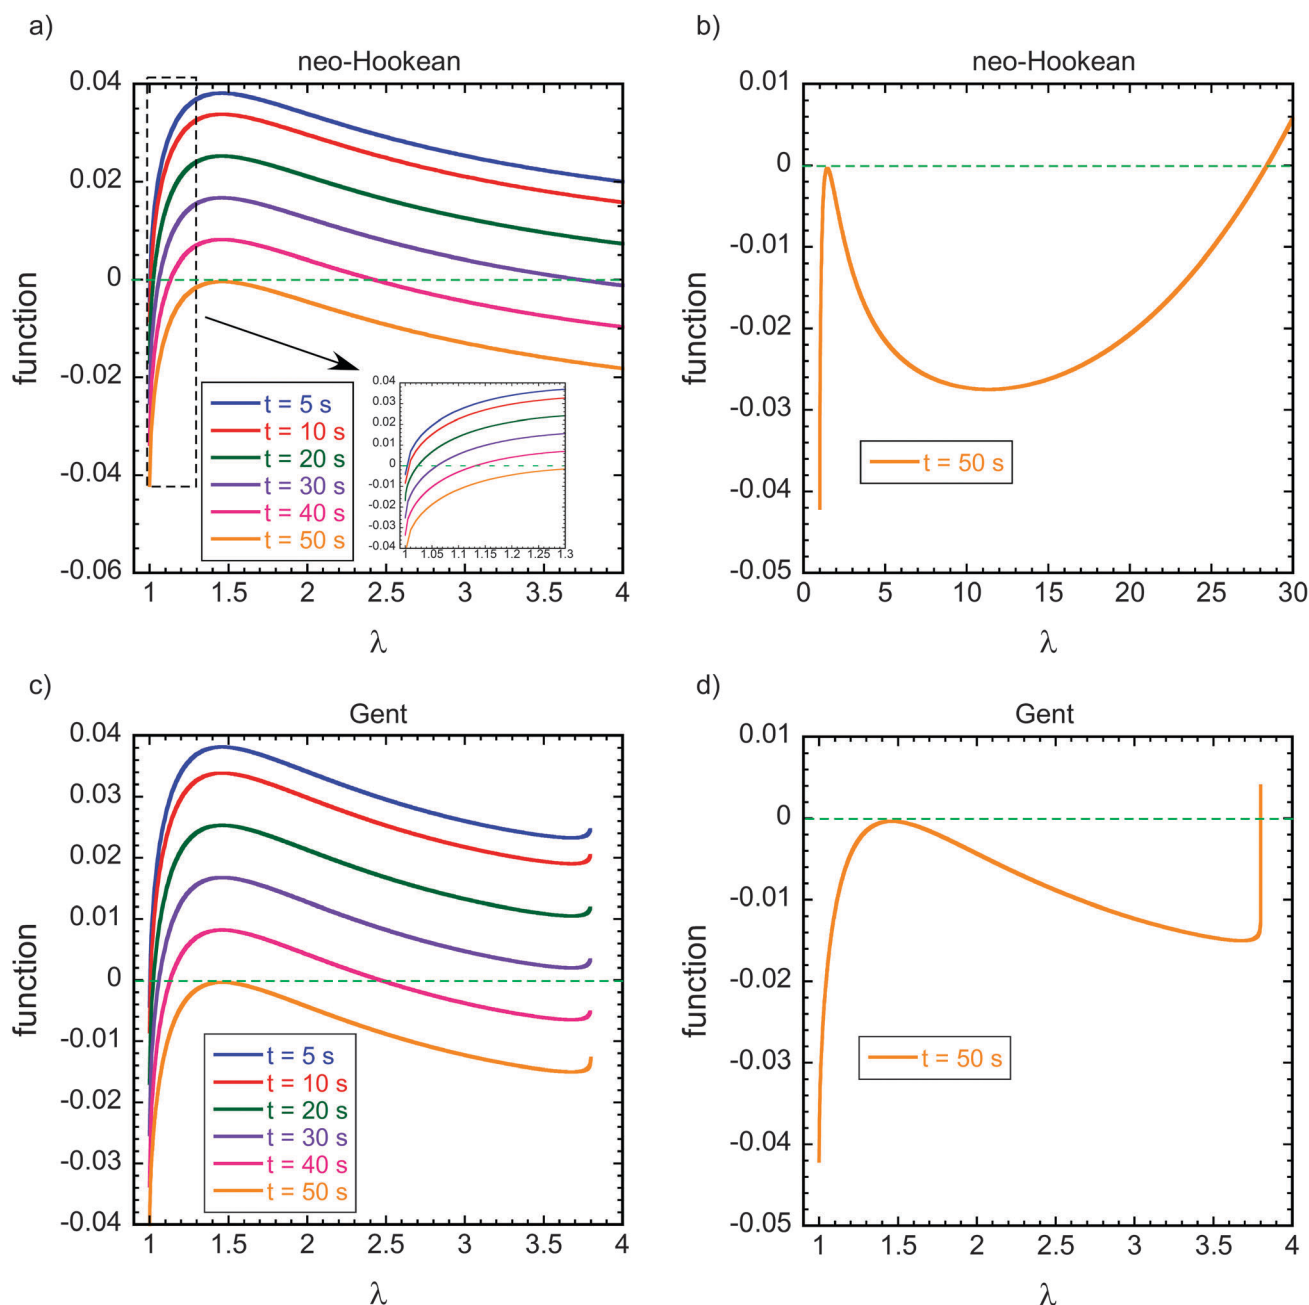 a)
neo-Hookean
0.04
0.02
0
-0.02
-0.04
-0.06
function
t = 5 s
t = 10 s
t = 20 s
t = 30 s
t = 40 s
t = 50 s
0.04
0.03
0.02
0.01
0
-0.01
-0.02
-0.03
-0.04
1 1.05 1.1 1.15 1.2 1.25 1.3
1 1.5 2 2.5 3 3.5 4
λ
b)
neo-Hookean
0.01
0
-0.01
-0.02
-0.03
-0.04
-0.05
function
t = 50 s
0 5 10 15 20 25 30
λ
c)
Gent
0.04
0.03
0.02
0.01
0
-0.01
-0.02
-0.03
-0.04
function
t = 5 s
t = 10 s
t = 20 s
t = 30 s
t = 40 s
t = 50 s
1 1.5 2 2.5 3 3.5 4
λ
d)
Gent
0.01
0
-0.01
-0.02
-0.03
-0.04
-0.05
function
t = 50 s
1 1.5 2 2.5 3 3.5 4
λ